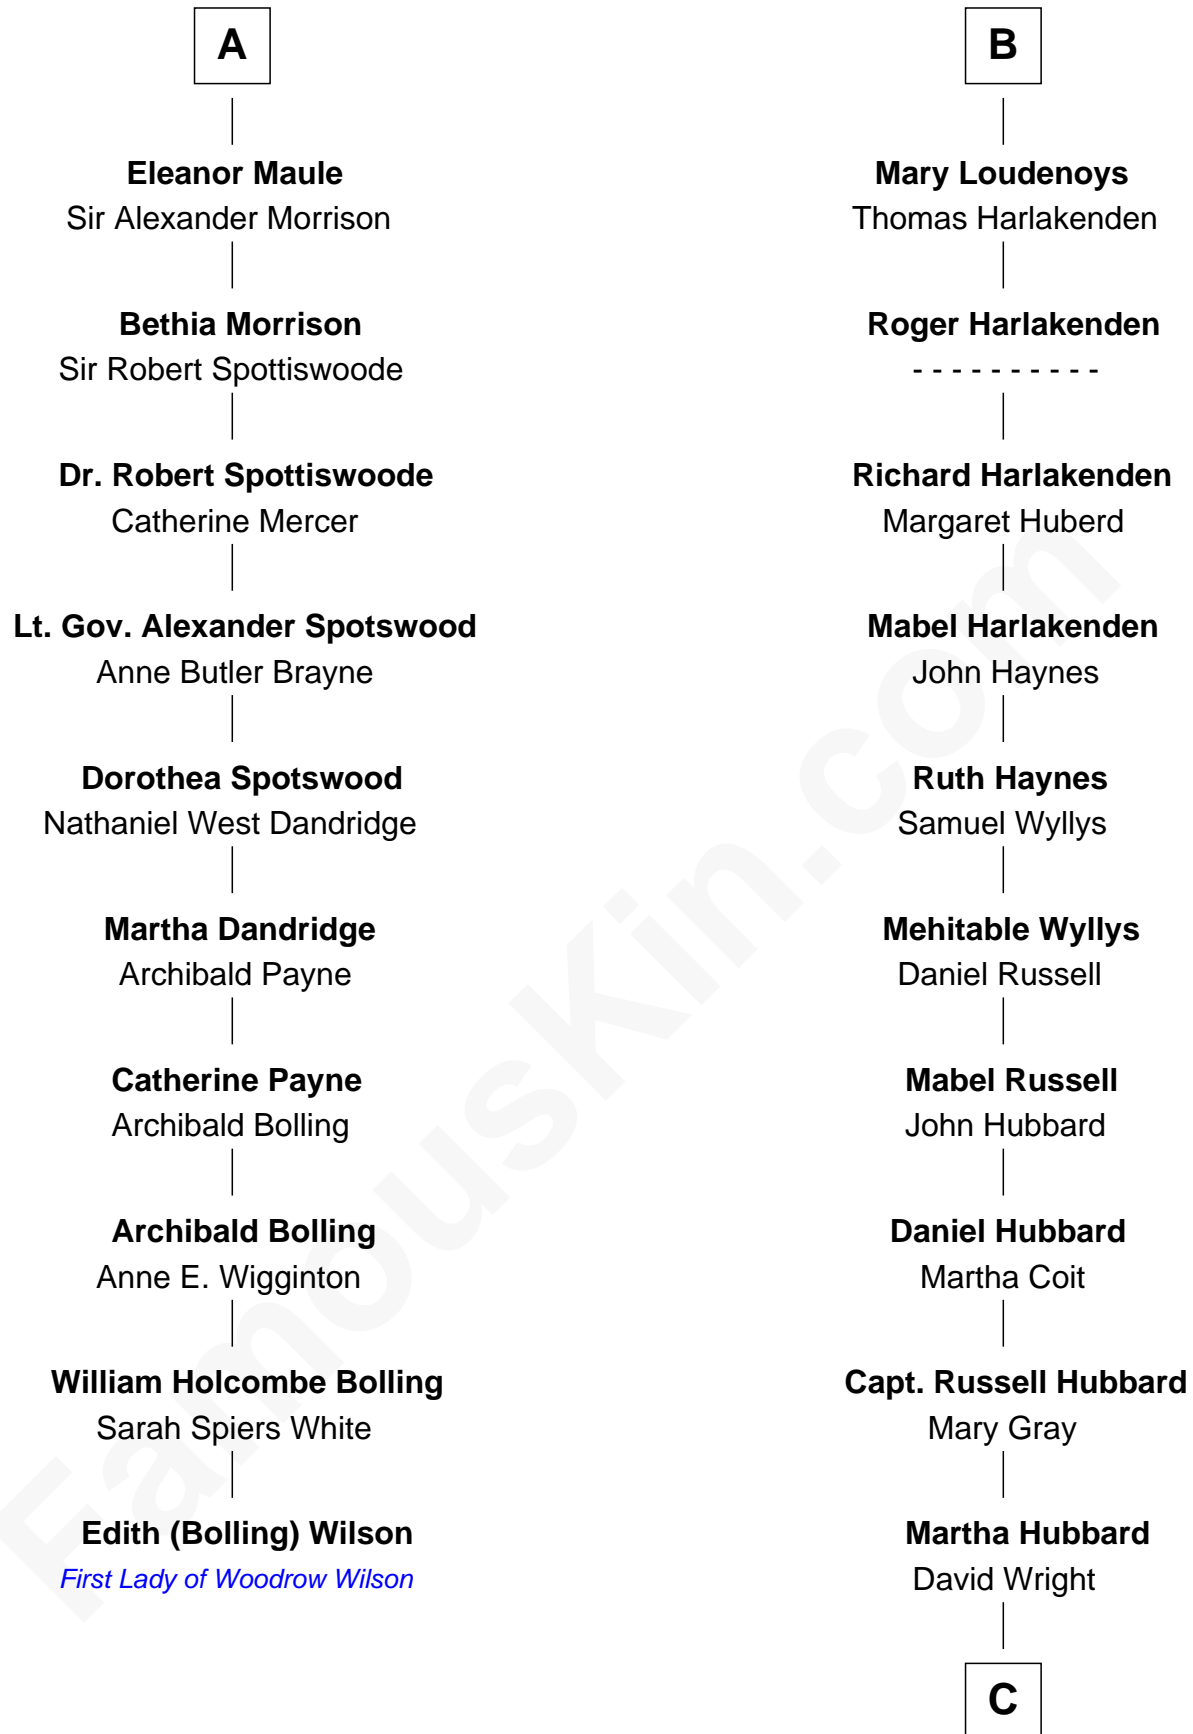 A
Eleanor Maule
Sir Alexander Morrison
Bethia Morrison
Sir Robert Spottiswoode
Dr. Robert Spottiswoode
Catherine Mercer
Lt. Gov. Alexander Spotswood
Anne Butler Brayne
Dorothea Spotswood
Nathaniel West Dandridge
Martha Dandridge
Archibald Payne
Catherine Payne
Archibald Bolling
Archibald Bolling
Anne E. Wigginton
William Holcombe Bolling
Sarah Spiers White
Edith (Bolling) Wilson
First Lady of Woodrow Wilson
B
Mary Loudenoys
Thomas Harlakenden
Roger Harlakenden
- - - - - - - - - -
Richard Harlakenden
Margaret Huberd
Mabel Harlakenden
John Haynes
Ruth Haynes
Samuel Wyllys
Mehitable Wyllys
Daniel Russell
Mabel Russell
John Hubbard
Daniel Hubbard
Martha Coit
Capt. Russell Hubbard
Mary Gray
Martha Hubbard
David Wright
C
FamousKin.com